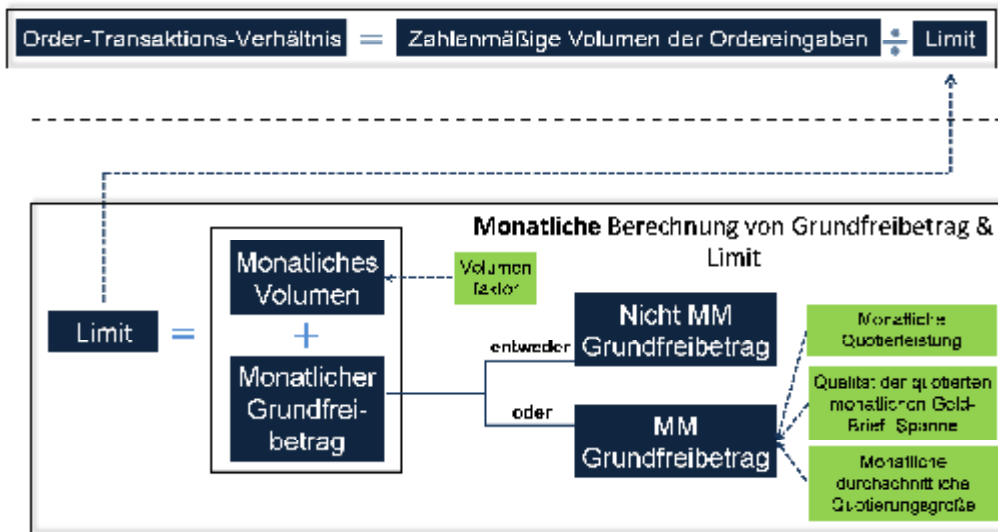 Order-Transaktions-Verhältnis = Zahlenmäßige Volumen der Ordereingaben ÷ Limit
Monatliche Berechnung von Grundfreibetrag &
Limit
Limit =
Monatliches
Volumen
+
Monatlicher
Grundfrei-
betrag
Volumen
faktor
entweder
oder
Nicht MM
Grundfreibetrag
MM
Grundfreibetrag
Monatliche
Quotierleistung
Qualität der quotierten
monatlichen Geld-
Brief-Spanne
Monatliche
durchschnittliche
Quotierungsgröße